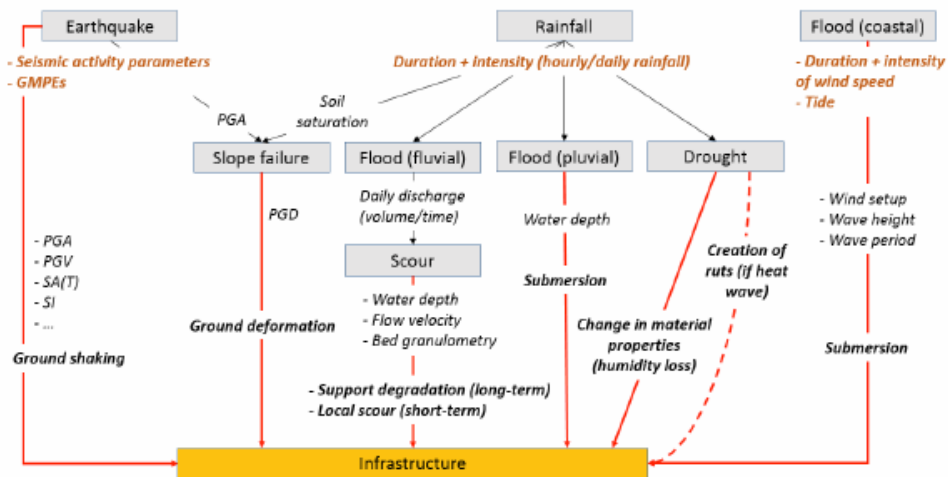 Earthquake
Rainfall
Flood (coastal)
- Seismic activity parameters
- GMPEs
Duration + intensity (hourly/daily rainfall)
- Duration + intensity
of wind speed
- Tide
PGA
Soil
saturation
Slope failure
Flood (fluvial)
Flood (pluvial)
Drought
PGD
Daily discharge
(volume/time)
Water depth
- Wind setup
- Wave height
- Wave period
- PGA
- PGV
- SA(T)
- SI
- ...
Ground shaking
Scour
Submersion
Creation of
ruts (if heat
wave)
- Water depth
- Flow velocity
- Bed granulometry
Ground deformation
Change in material
properties
(humidity loss)
Submersion
- Support degradation (long-term)
- Local scour (short-term)
Infrastructure